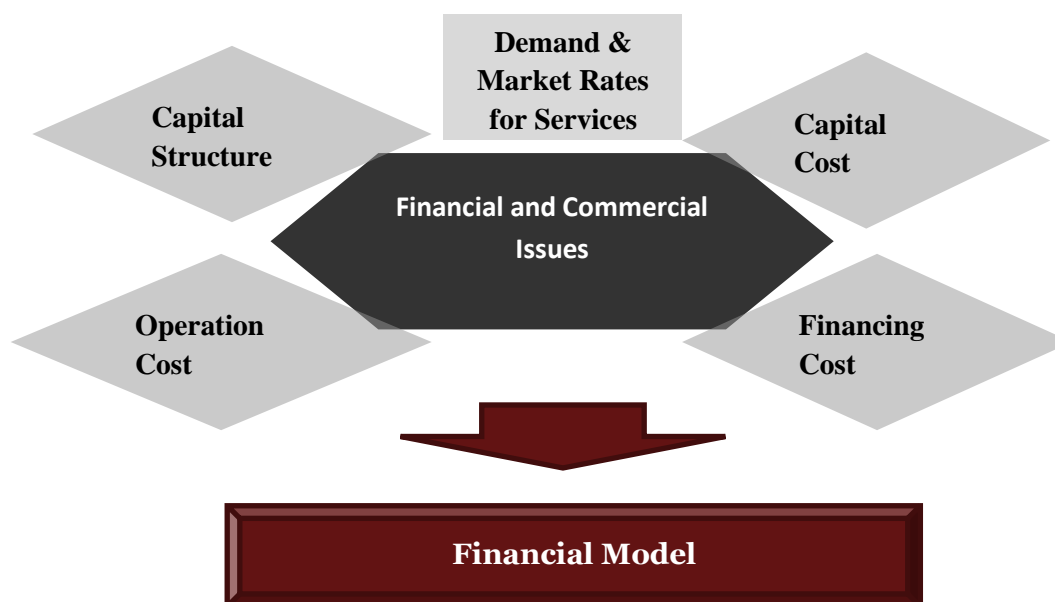 Demand &
Market Rates
for Services
Capital
Structure
Capital
Cost
Financial and Commercial
Issues
Operation
Cost
Financing
Cost
Financial Model